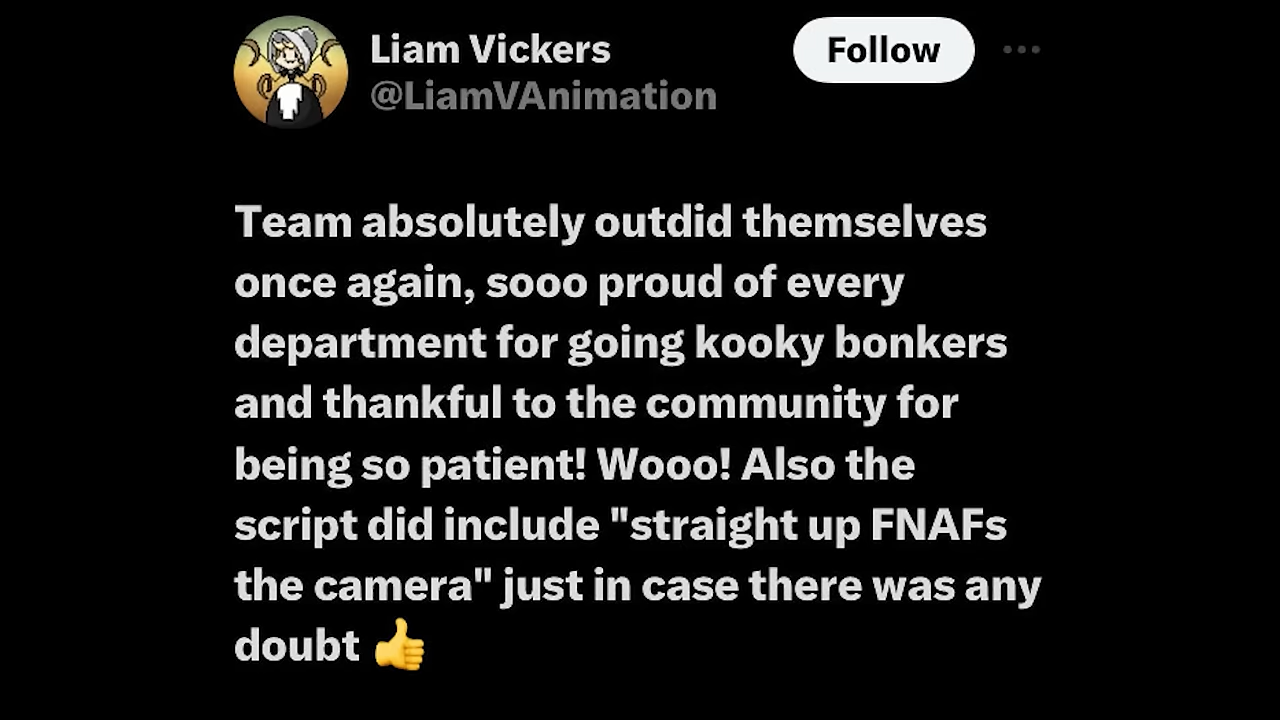 Liam Vickers
Follow
@LiamVAnimation
Team absolutely outdid themselves
once again, sooo proud of every
department for going kooky bonkers
and thankful to the community for
being so patient! Wooo! Also the
script did include "straight up FNAFs
the camera" just in case there was any
doubt 👍